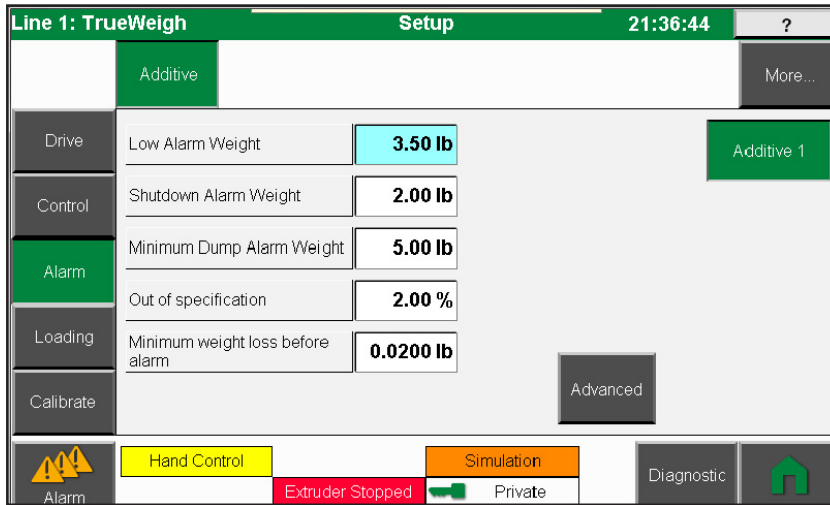 Line 1: TrueWeigh Setup 21:36:44 ?
Additive More...
Drive
Control
Alarm
Loading
Calibrate
Low Alarm Weight 3.50 lb
Shutdown Alarm Weight 2.00 lb
Minimum Dump Alarm Weight 5.00 lb
Out of specification 2.00 %
Minimum weight loss before
alarm 0.0200 lb
Additive 1
Advanced
Alarm
Hand Control Simulation
Extruder Stopped Private
Diagnostic